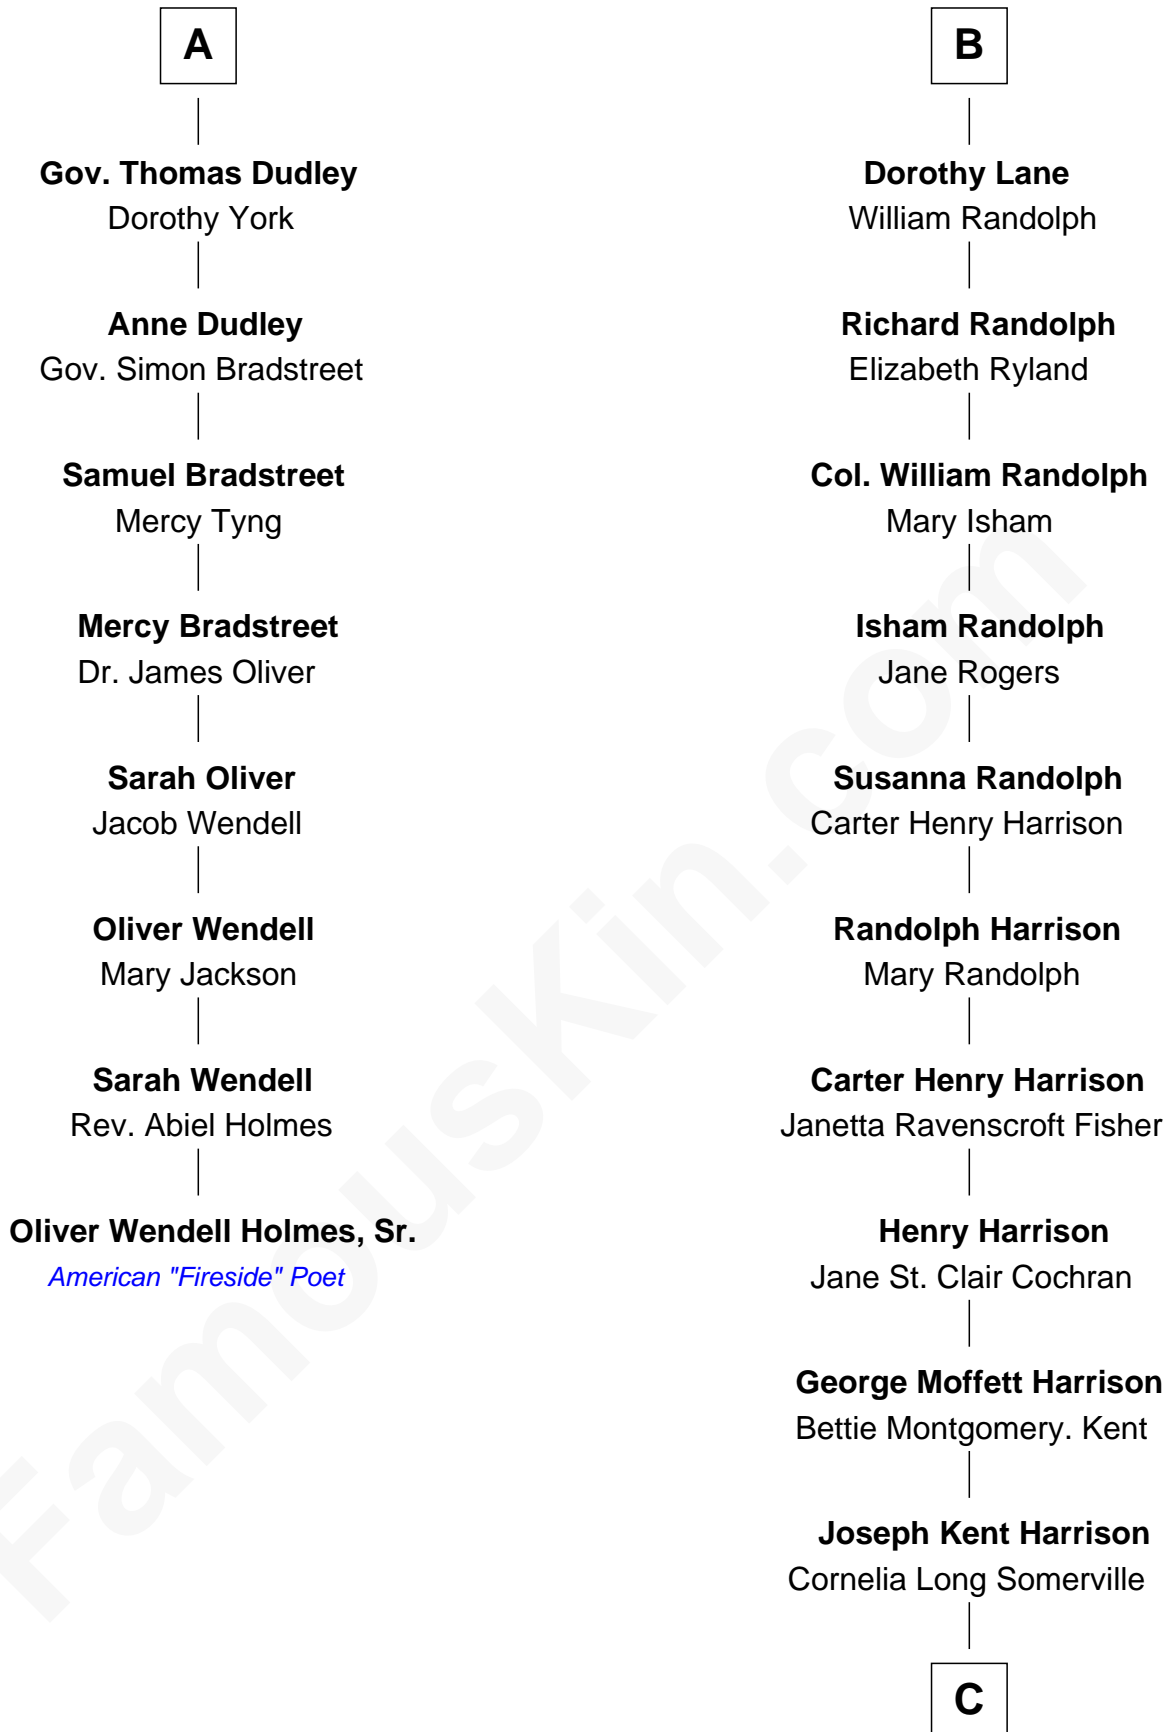 A
Gov. Thomas Dudley
Dorothy York
Anne Dudley
Gov. Simon Bradstreet
Samuel Bradstreet
Mercy Tyng
Mercy Bradstreet
Dr. James Oliver
Sarah Oliver
Jacob Wendell
Oliver Wendell
Mary Jackson
Sarah Wendell
Rev. Abiel Holmes
Oliver Wendell Holmes, Sr.
American "Fireside" Poet
B
Dorothy Lane
William Randolph
Richard Randolph
Elizabeth Ryland
Col. William Randolph
Mary Isham
Isham Randolph
Jane Rogers
Susanna Randolph
Carter Henry Harrison
Randolph Harrison
Mary Randolph
Carter Henry Harrison
Janetta Ravenscroft Fisher
Henry Harrison
Jane St. Clair Cochran
George Moffett Harrison
Bettie Montgomery. Kent
Joseph Kent Harrison
Cornelia Long Somerville
C
FamousKin.com